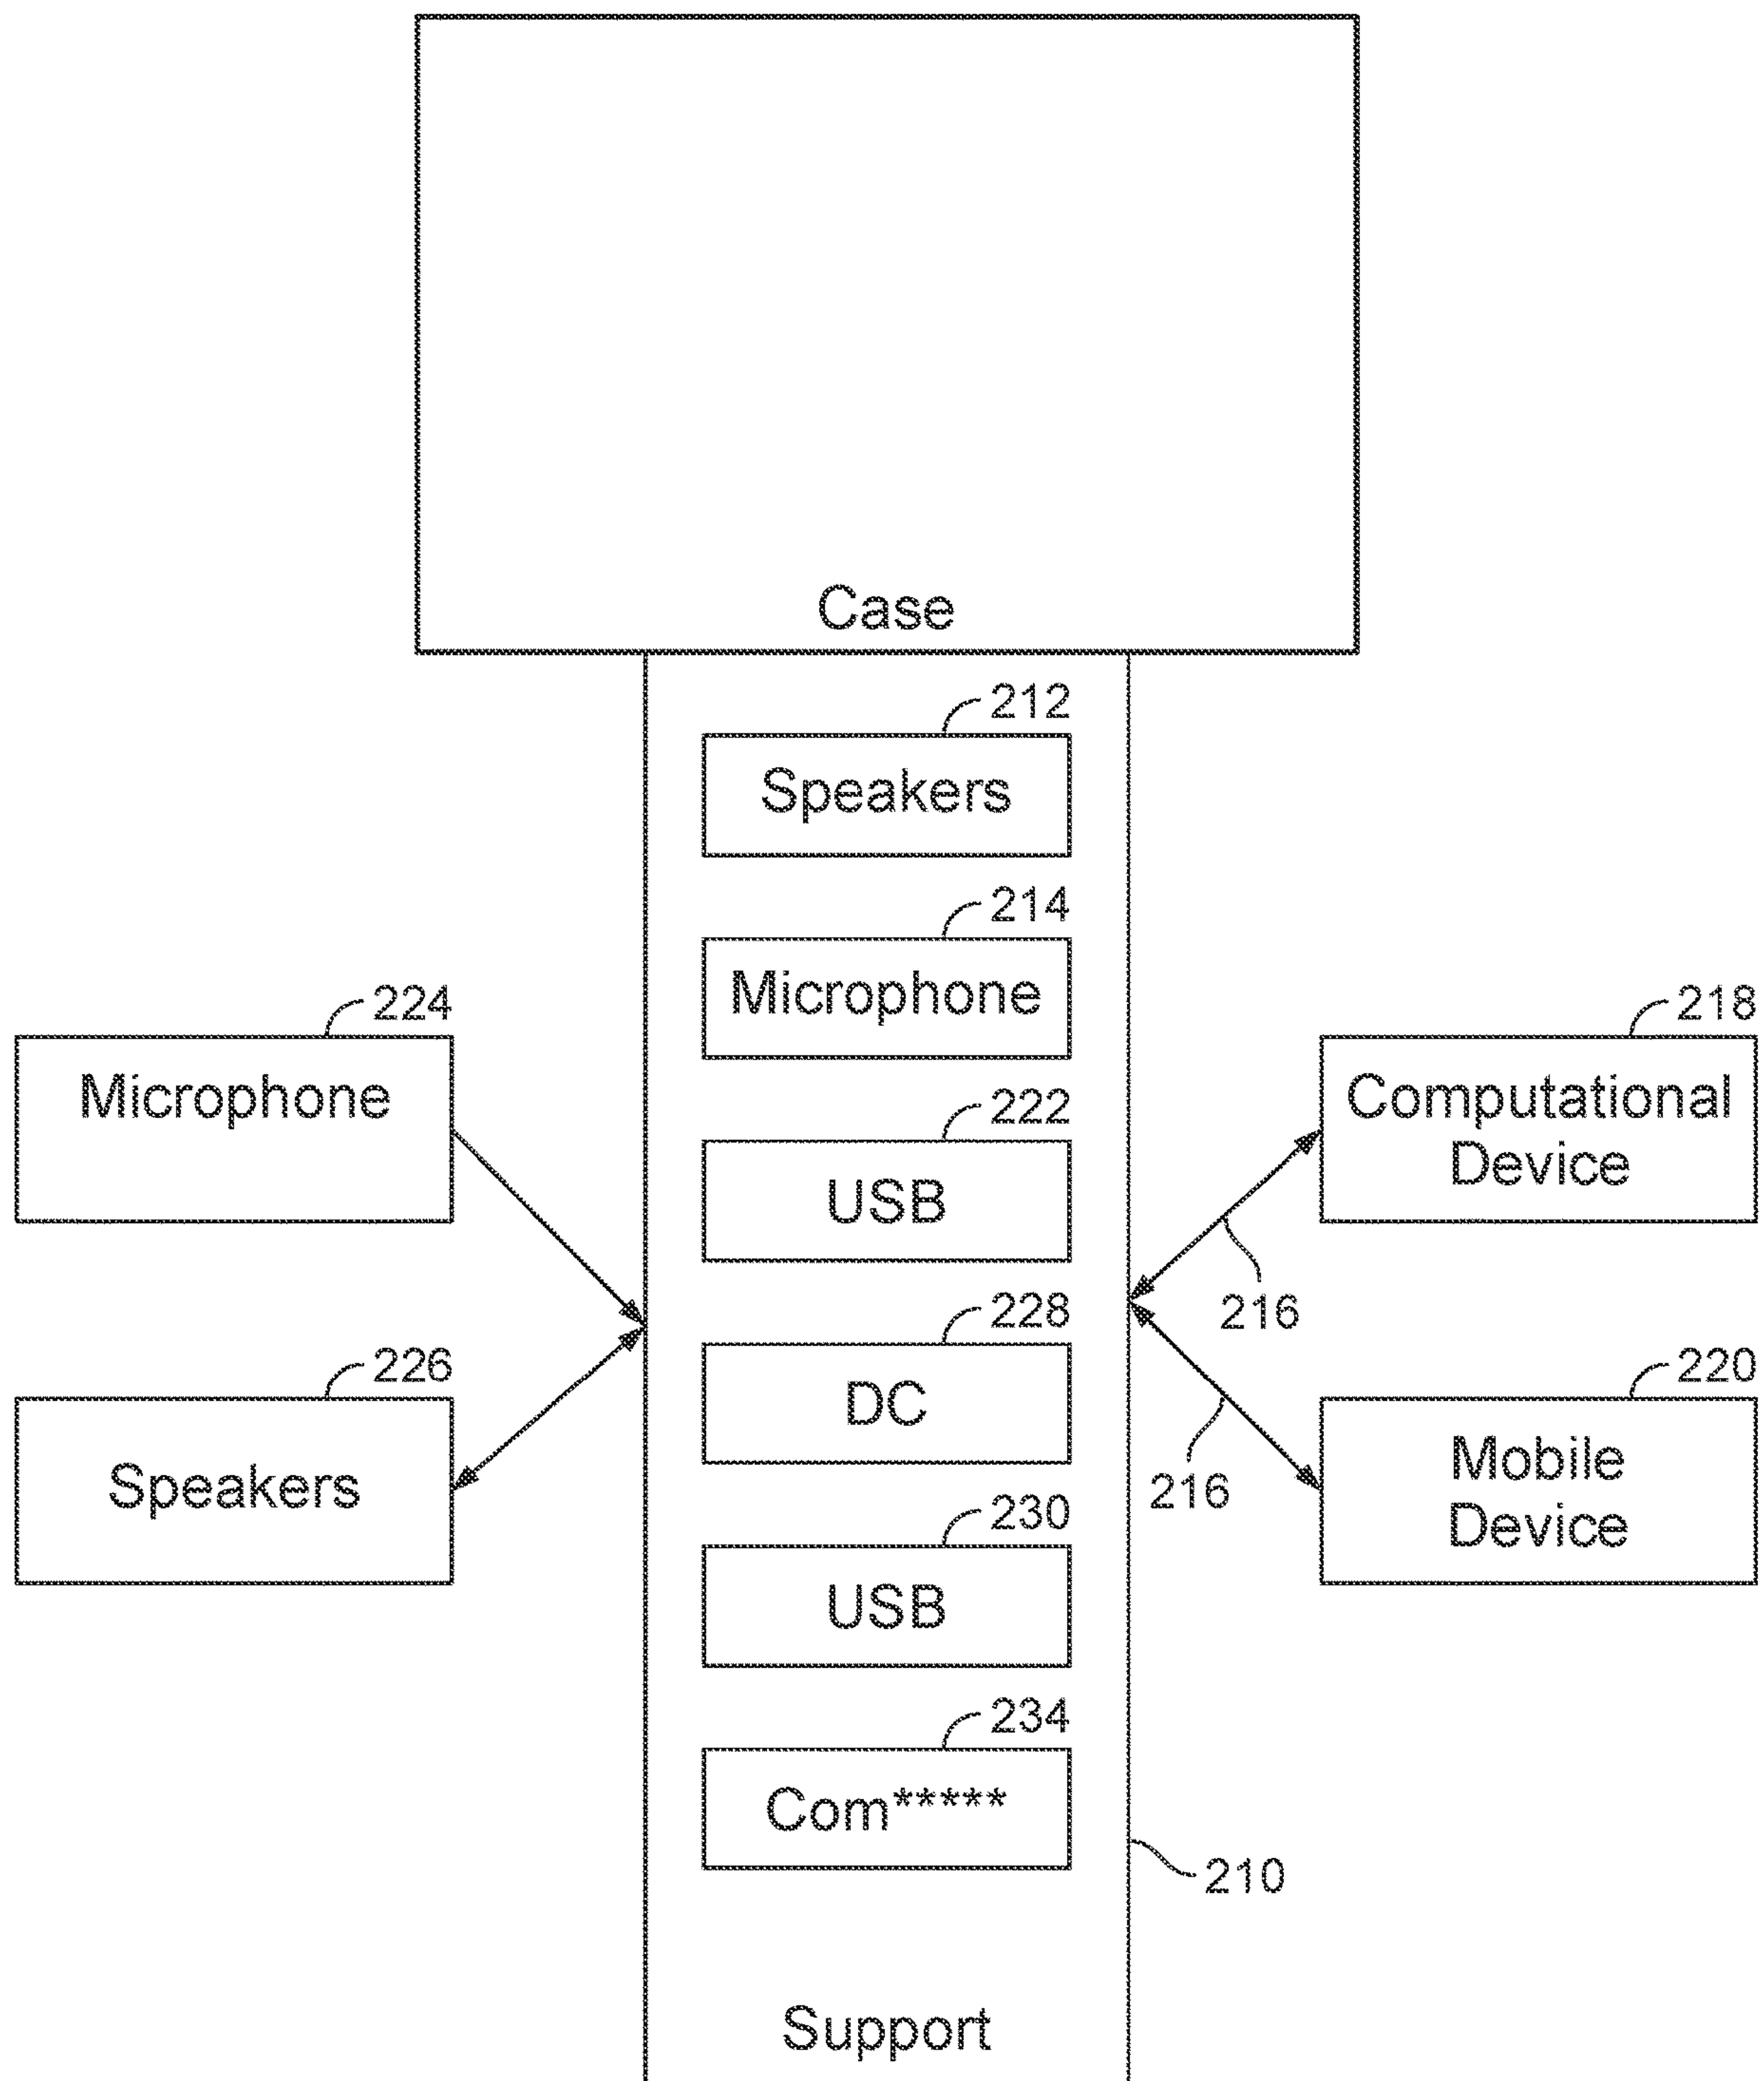 Case
212
Speakers
214
Microphone
224
Microphone
218
Computational
Device
222
USB
216
228
DC
226
Speakers
220
Mobile
Device
216
230
USB
234
Com*****
210
Support